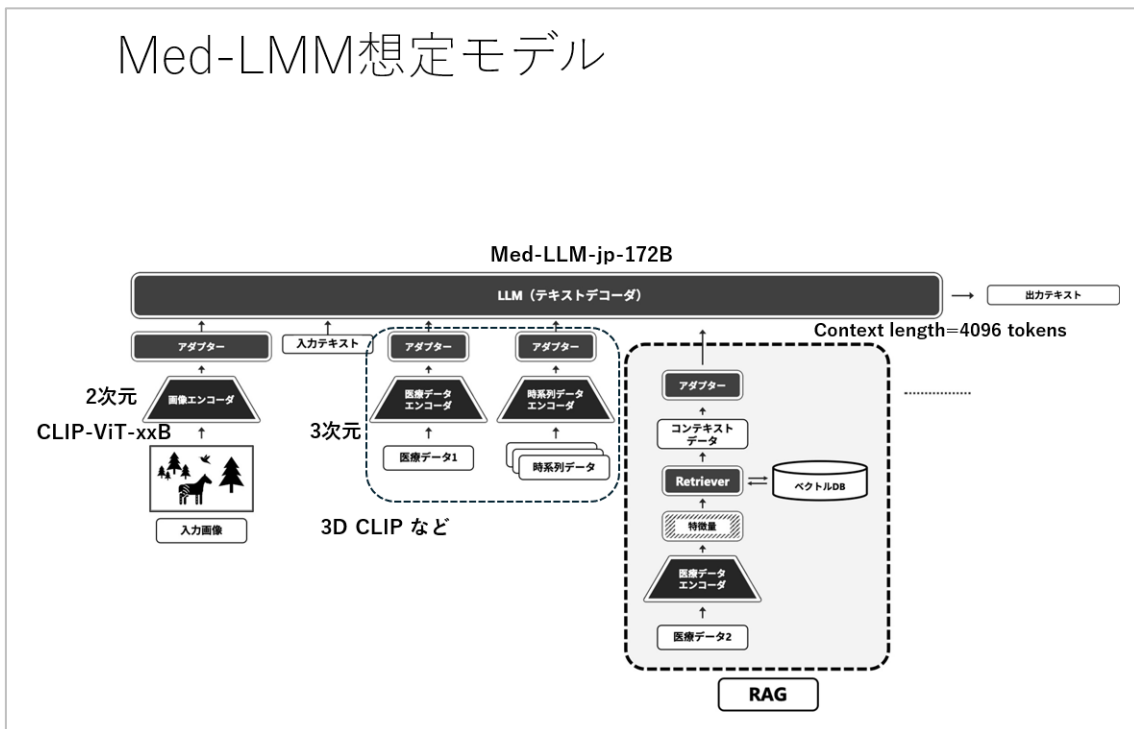 Med-LMM想定モデル
Med-LLM-jp-172B
LLM（テキストデコーダ）
出力テキスト
Context length=4096 tokens
アダプター
入力テキスト
アダプター
アダプター
2次元
画像エンコーダ
CLIP-ViT-xxB
入力画像
3次元
医療データ
エンコーダ
医療データ1
時系列データ
エンコーダ
時系列データ
3D CLIP など
アダプター
コンテキスト
データ
Retriever
ベクトルDB
特徴量
医療データ
エンコーダ
医療データ2
RAG